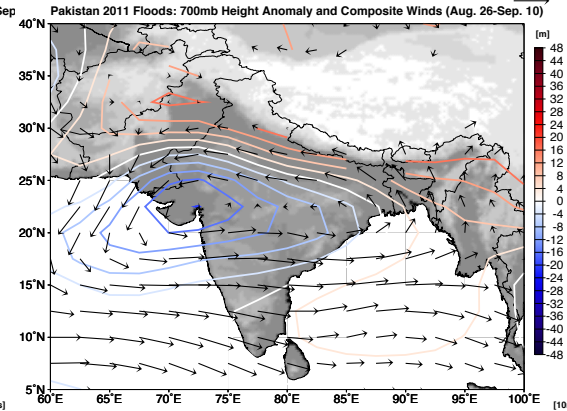 Sep
Pakistan 2011 Floods: 700mb Height Anomaly and Composite Winds (Aug. 26-Sep. 10)
[m]
40˚N
35˚N
30˚N
25˚N
20˚N
15˚N
10˚N
5˚N
60˚E 65˚E 70˚E 75˚E 80˚E 85˚E 90˚E 95˚E 100˚E
48
44
40
36
32
28
24
20
16
12
8
4
0
-4
-8
-12
-16
-20
-24
-28
-32
-36
-40
-44
-48
s]
[10